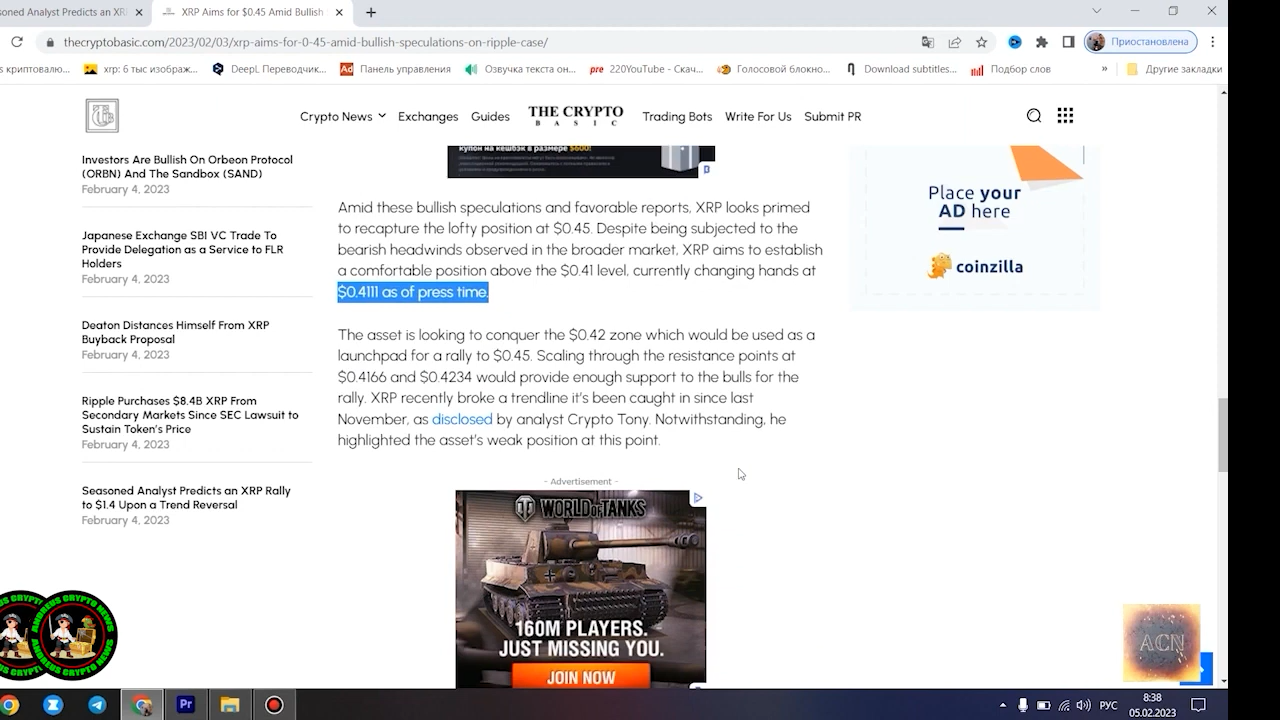 soned Analyst Predicts an XRI
XRP Aims for $0.45 Amid Bullish
thecryptobasic.com/2023/02/03/xrp-aims-for-0-45-amid-bullish-speculations-on-ripple-case/
Приостановлена
s криптовалю...
xrp: 6 тыс изображ...
DeepL Переводчик...
Ad
Панель управления
Озвучка текста он...
pre
220YouTube - Скач...
Голосовой блокно...
Download subtitles...
Подбор слов
»
Другие закладки
Crypto News
Exchanges
Guides
THE CRYPTO
BASIC
Trading Bots
Write For Us
Submit PR
Investors Are Bullish On Orbeon Protocol
(ORBN) And The Sandbox (SAND)
February 4, 2023
Japanese Exchange SBI VC Trade To
Provide Delegation as a Service to FLR
Holders
February 4, 2023
Deaton Distances Himself From XRP
Buyback Proposal
February 4, 2023
Ripple Purchases $8.4B XRP From
Secondary Markets Since SEC Lawsuit to
Sustain Token's Price
February 4, 2023
Seasoned Analyst Predicts an XRP Rally
to $1.4 Upon a Trend Reversal
February 4, 2023
купон на кешбэк в размере $600!
Amid these bullish speculations and favorable reports, XRP looks primed
to recapture the lofty position at $0.45. Despite being subjected to the
bearish headwinds observed in the broader market, XRP aims to establish
a comfortable position above the $0.41 level, currently changing hands at
$0.4111 as of press time.
The asset is looking to conquer the $0.42 zone which would be used as a
launchpad for a rally to $0.45. Scaling through the resistance points at
$0.4166 and $0.4234 would provide enough support to the bulls for the
rally. XRP recently broke a trendline it's been caught in since last
November, as disclosed by analyst Crypto Tony. Notwithstanding, he
highlighted the asset's weak position at this point.
- Advertisement -
WORLD OF TANKS
160M PLAYERS.
JUST MISSING YOU.
JOIN NOW
Place your
AD here
coinzilla
ANDREUS CRYPTO NEWS
ACN
Pr
РУС
8:38
05.02.2023